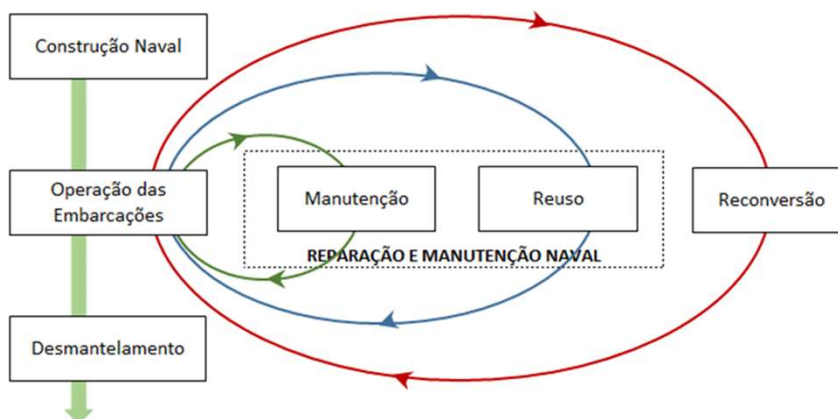 Construção Naval
Operação das
Embarcações
Manutenção
Reuso
Reconversão
REPARAÇÃO E MANUTENÇÃO NAVAL
Desmantelamento